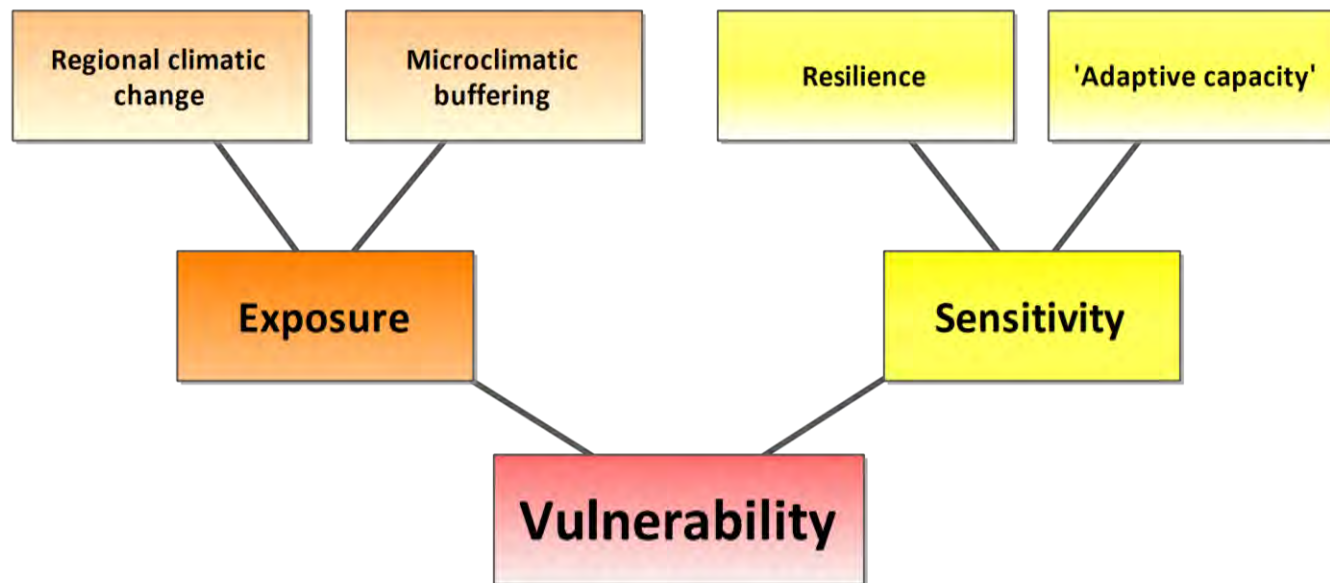 Regional climatic
change
Microclimatic
buffering
Resilience
'Adaptive capacity'
Exposure
Sensitivity
Vulnerability